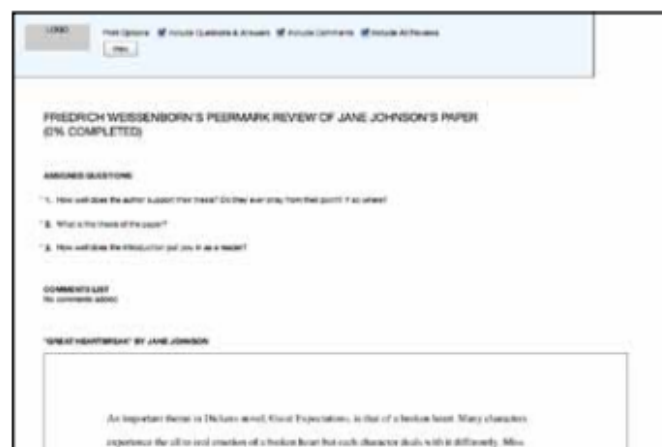 LOGO
Print Options Include Questions & Answers Include Comments Include All Reviews
Print
FRIEDRICH WEISSENBORN'S PEERMARK REVIEW OF JANE JOHNSON'S PAPER
(0% COMPLETED)
ASSIGNED QUESTIONS
1. How well does the author support their thesis? Do they ever stray from their point? If so where?
2. What is the thesis of the paper?
3. How well does the introduction pull you in as a reader?
COMMENTS LIST
No comments added
"GREAT HEARTBREAK" BY JANE JOHNSON
An important theme in Dickens novel, Great Expectations, is that of a broken heart. Many characters
experience the all to real emotion of a broken heart but each character deals with it differently. Miss